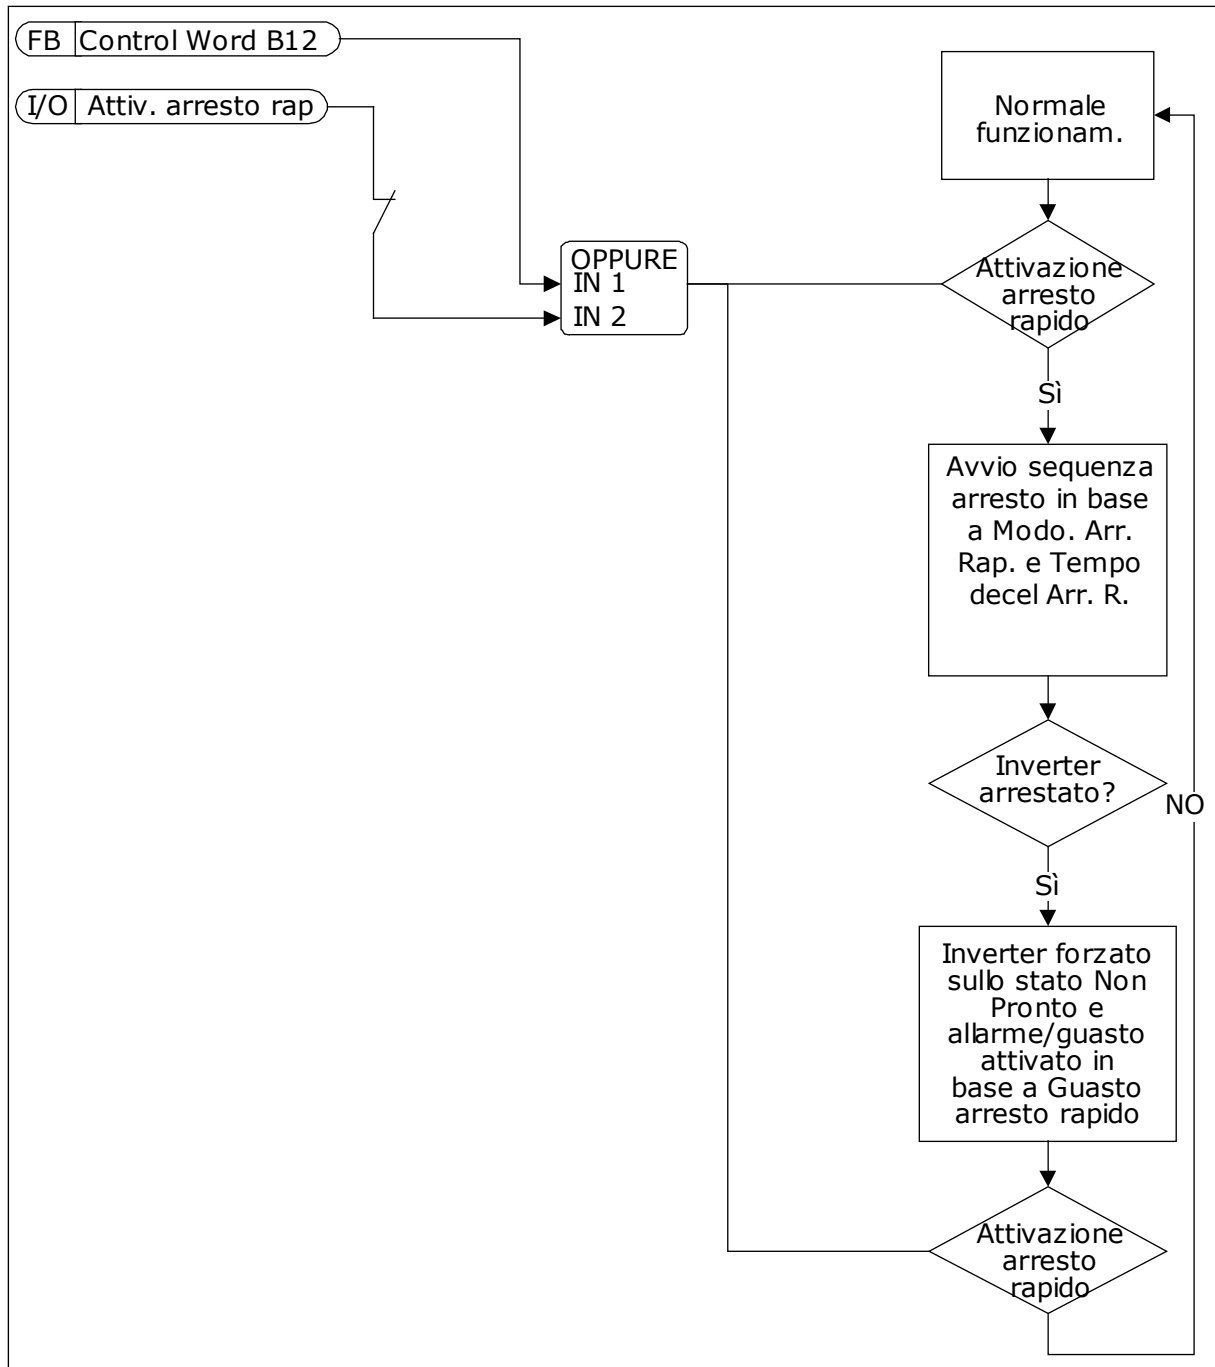 FB Control Word B12
I/O Attiv. arresto rap
OPPURE
IN 1
IN 2
Normale
funzionam.
Attivazione
arresto
rapido
Sì
Avvio sequenza
arresto in base
a Modo. Arr.
Rap. e Tempo
decel Arr. R.
Inverter
arrestato?
NO
Sì
Inverter forzato
sullo stato Non
Pronto e
allarme/guasto
attivato in
base a Guasto
arresto rapido
Attivazione
arresto
rapido